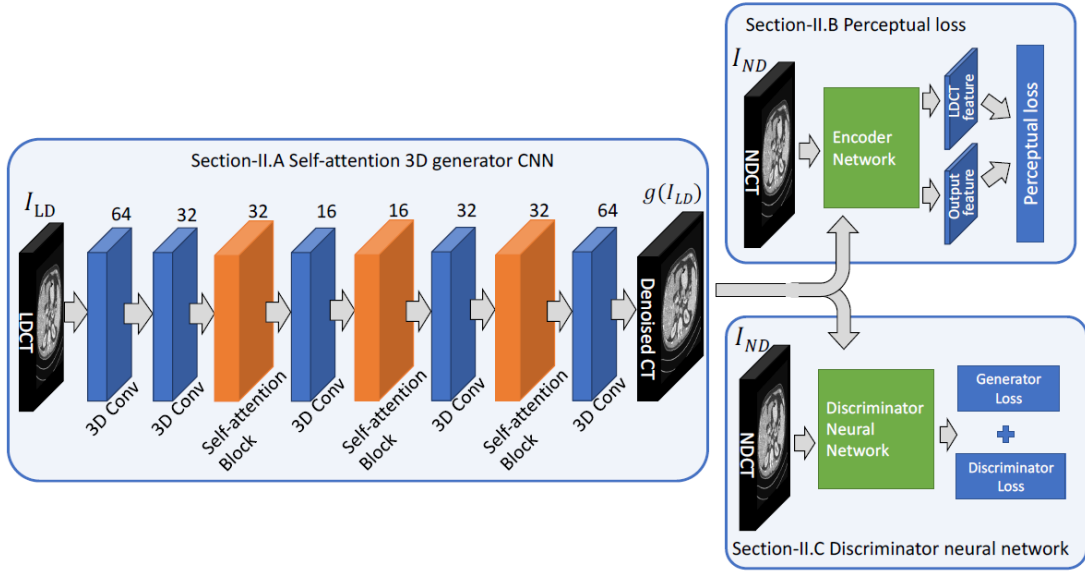 Section-II.A Self-attention 3D generator CNN
I_LD
LDCT
64
32
32
16
16
32
32
64
3D Conv
3D Conv
Self-attention
Block
3D Conv
Self-attention
Block
3D Conv
Self-attention
Block
3D Conv
g(I_LD)
Denoised CT
Section-II.B Perceptual loss
I_ND
NDCT
Encoder
Network
LDCT
feature
Output
feature
Perceptual loss
I_ND
NDCT
Discriminator
Neural
Network
Generator
Loss
+
Discriminator
Loss
Section-II.C Discriminator neural network